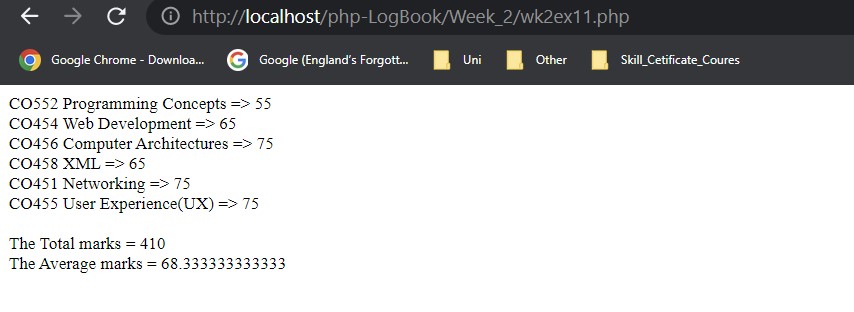 http://localhost/php-LogBook/Week_2/wk2ex11.php
Google Chrome - Downloa... Google (England's Forgott... Uni Other Skill_Cetificate_Coures
CO552 Programming Concepts => 55
CO454 Web Development => 65
CO456 Computer Architectures => 75
CO458 XML => 65
CO451 Networking => 75
CO455 User Experience(UX) => 75
The Total marks = 410
The Average marks = 68.333333333333